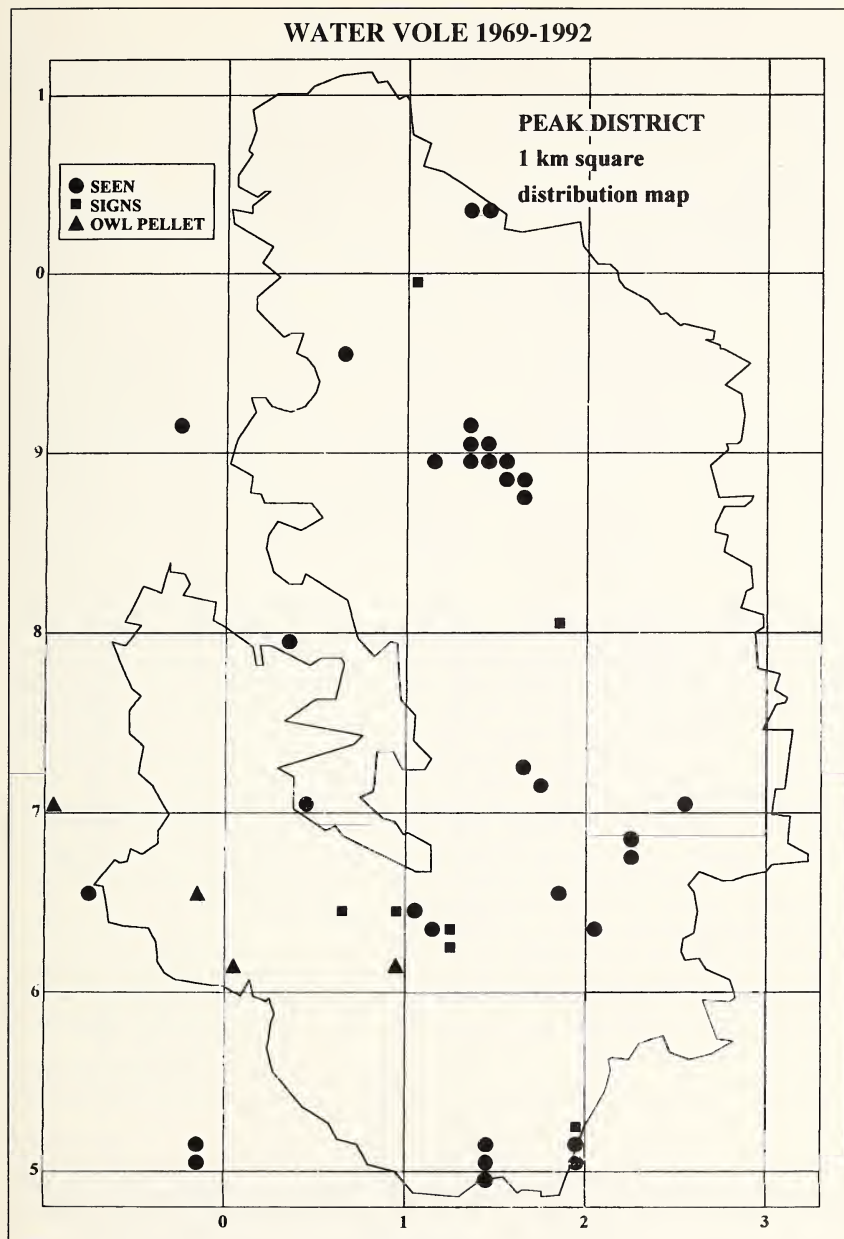 WATER VOLE 1969-1992
PEAK DISTRICT
1 km square
distribution map
SEEN
SIGNS
OWL PELLET
1
0
9
8
7
6
5
0
1
2
3